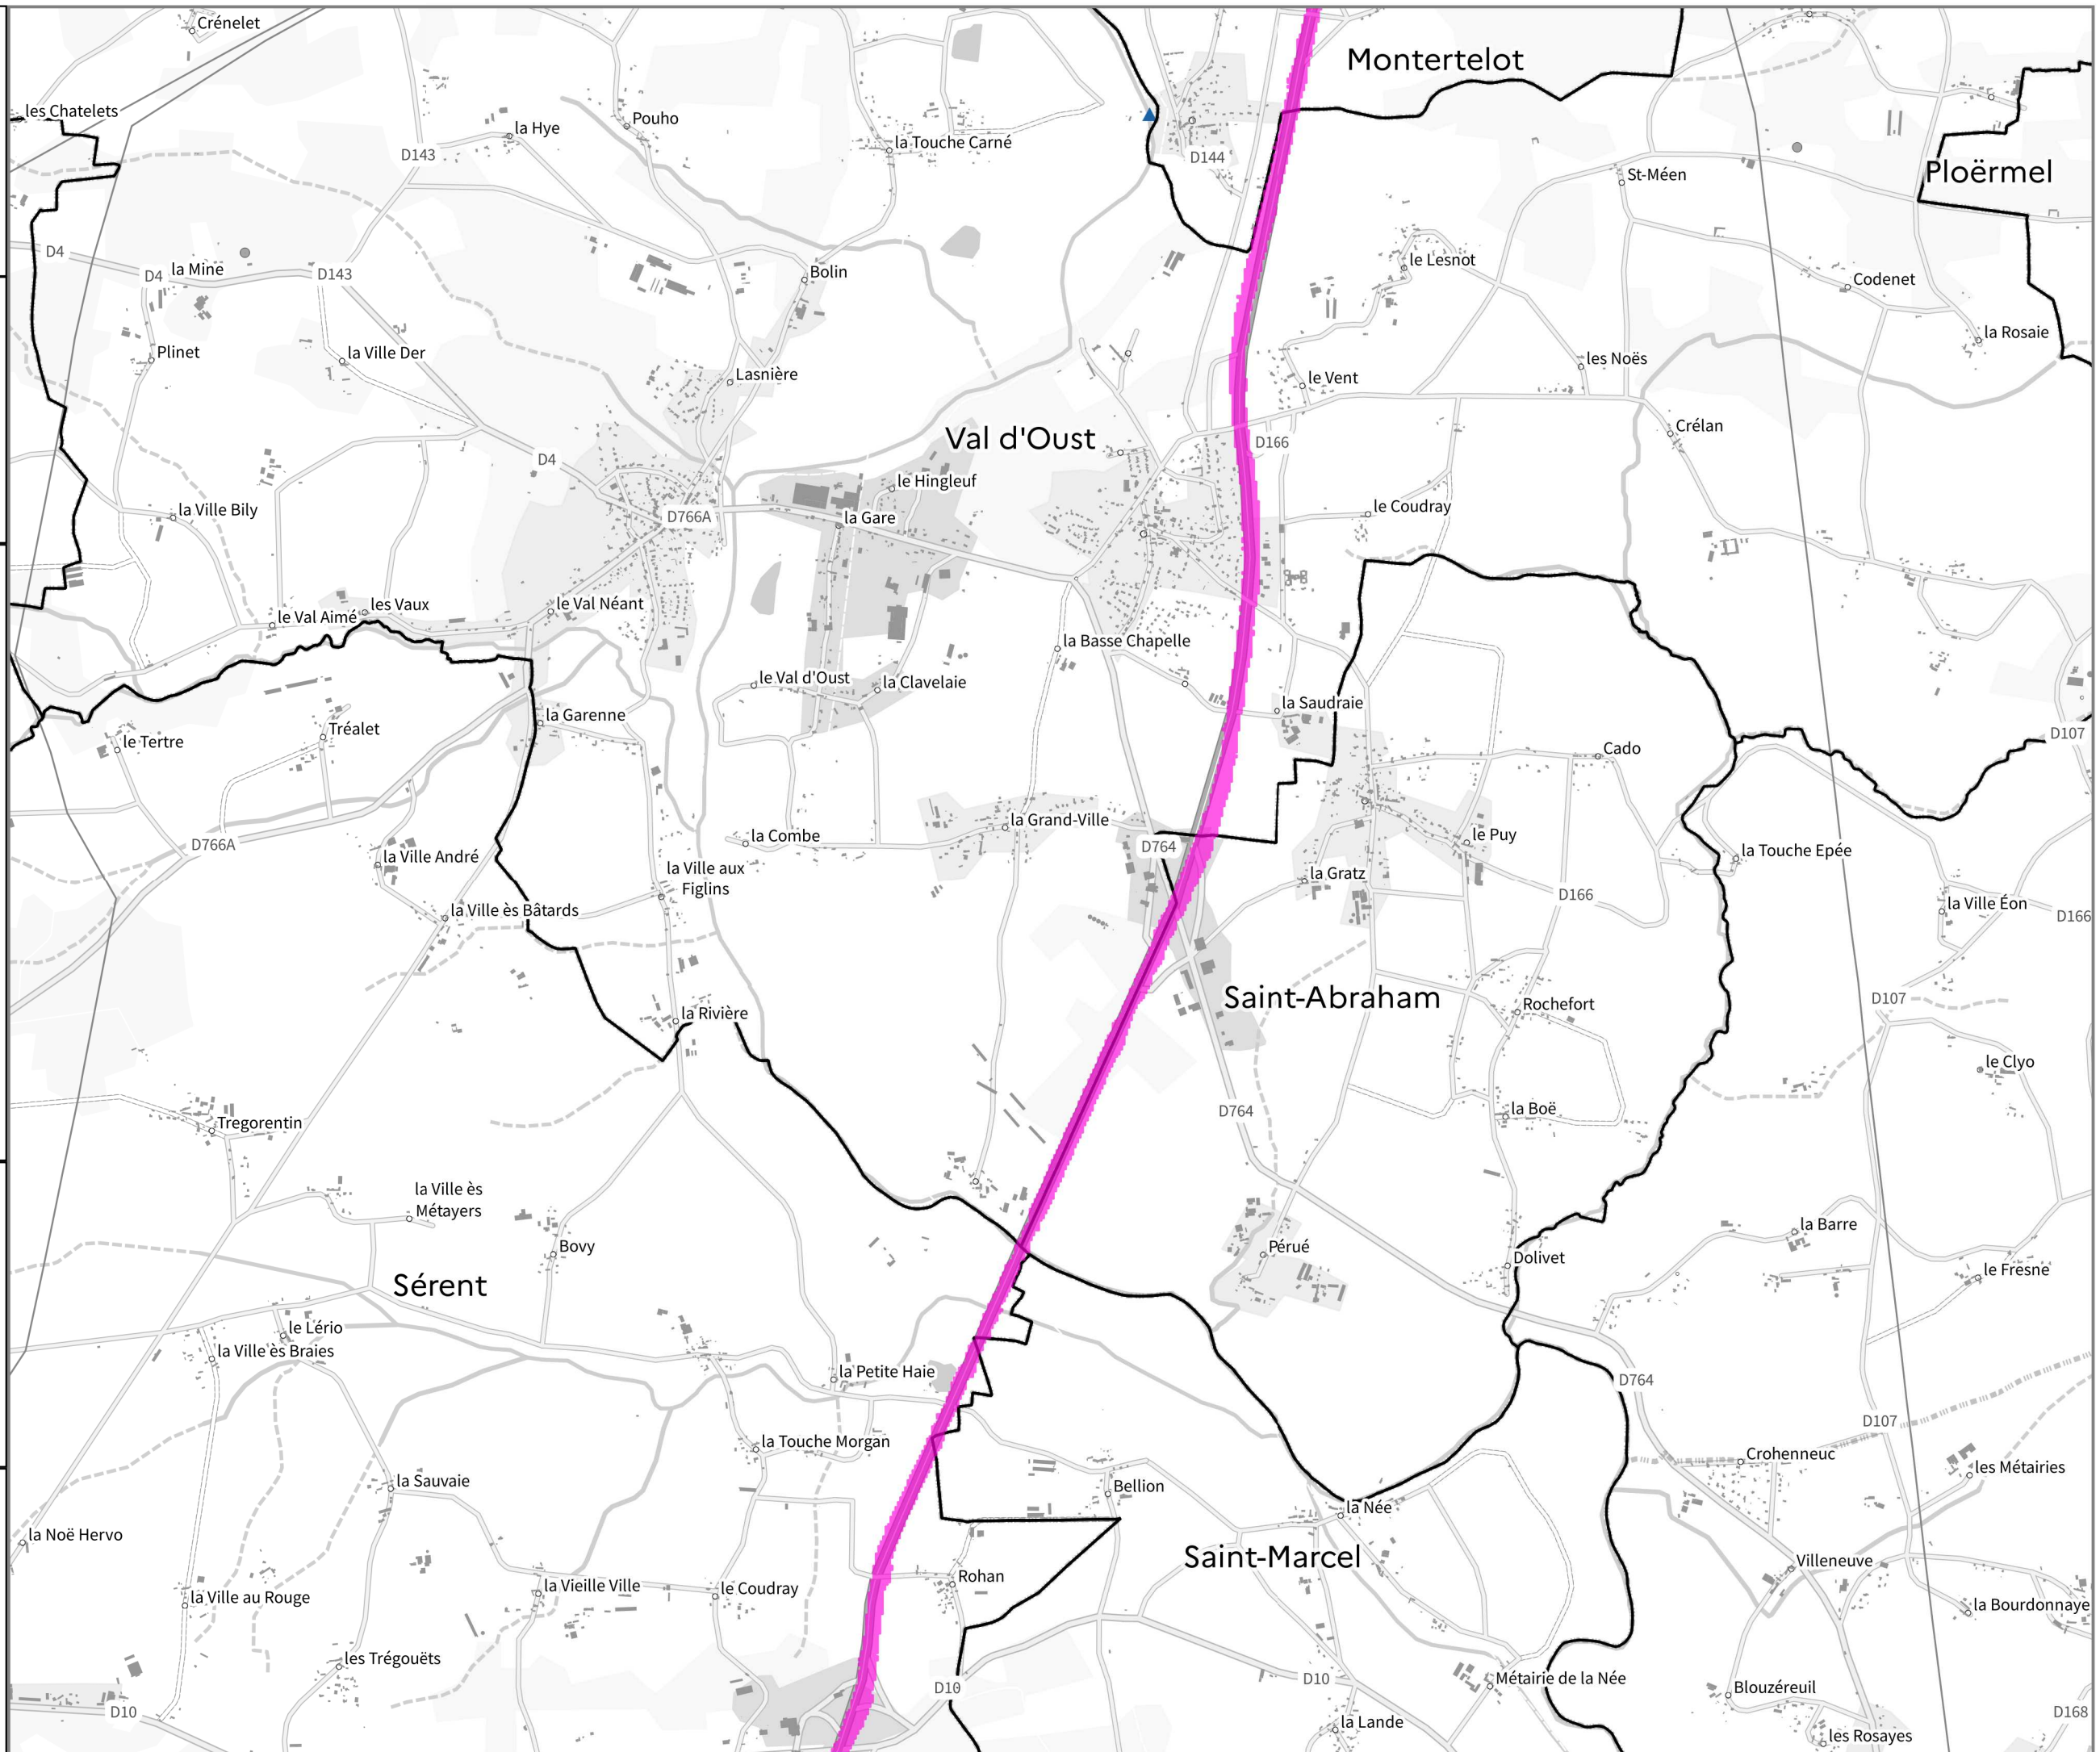 Crénelet
Montertelot
les Chatelets
Pouho
la Hye
la Touche Carné
D143
D144
St-Méen
Ploërmel
D4
D4
la Mine
D143
Bolin
le Lesnot
Codenet
la Rosaie
Plinet
la Ville Der
Lasnière
le Vent
les Noës
Val d'Oust
D166
Crélan
D4
le Hingleuf
la Ville Bily
D766A
la Gare
le Coudray
le Val Aimé
les Vaux
le Val Néant
la Basse Chapelle
le Val d'Oust
la Clavelaie
la Saudraie
la Garenne
Tréalet
le Tertre
Cado
D107
la Combe
la Grand-Ville
D764
le Puy
D766A
la Ville André
la Touche Epée
la Ville aux
Figlins
la Gratz
D166
la Ville Éon
D166
la Ville ès Bâtards
Saint-Abraham
D107
Rochefort
la Rivière
le Clyo
Tregorentin
D764
la Boë
la Ville ès
Métayers
la Barre
Bovy
Pérué
Dolivet
le Fresne
Sérent
le Lério
la Ville ès Braies
la Petite Haie
D764
D107
la Touche Morgan
Crohenneuc
les Métairies
la Sauvaie
Bellion
la Née
la Noë Hervo
Saint-Marcel
Villeneuve
la Ville au Rouge
la Vieille Ville
le Coudray
Rohan
la Bourdonnaye
les Trégouëts
D10
D10
Métairie de la Née
Blouzéreuil
D10
la Lande
D168
les Rosayes